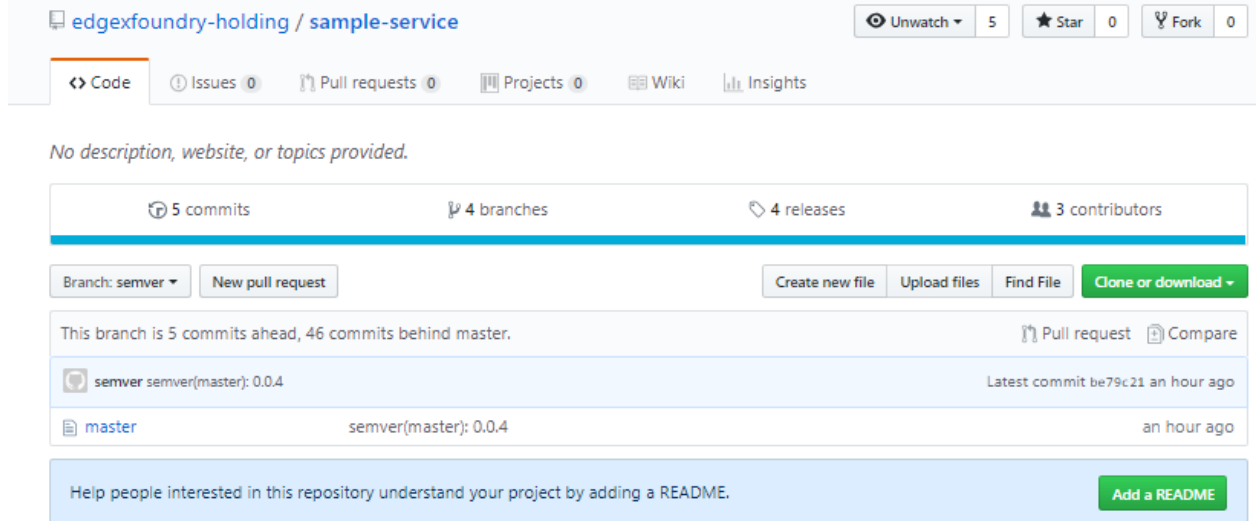 edgexfoundry-holding / sample-service
Unwatch 5 Star 0 Fork 0
Code Issues 0 Pull requests 0 Projects 0 Wiki Insights
No description, website, or topics provided.
5 commits 4 branches 4 releases 3 contributors
Branch: semver New pull request Create new file Upload files Find File Clone or download
This branch is 5 commits ahead, 46 commits behind master. Pull request Compare
semver semver(master): 0.0.4 Latest commit be79c21 an hour ago
master semver(master): 0.0.4 an hour ago
Help people interested in this repository understand your project by adding a README. Add a README